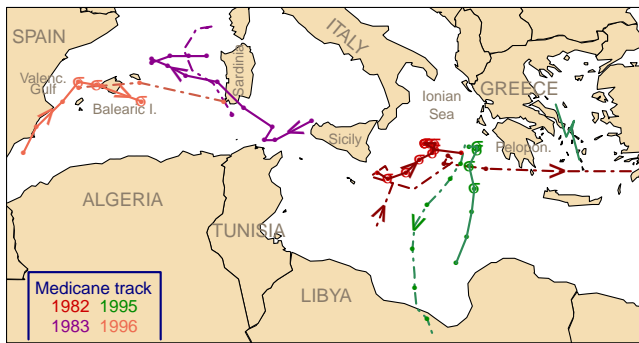 SPAIN
ITALY
Valenc.
Gulf
Balearic I.
Sardinia
Ionian
Sea
GREECE
Sicily
Pelopon.
ALGERIA
TUNISIA
LIBYA
Medicane track
1982 1995
1983 1996